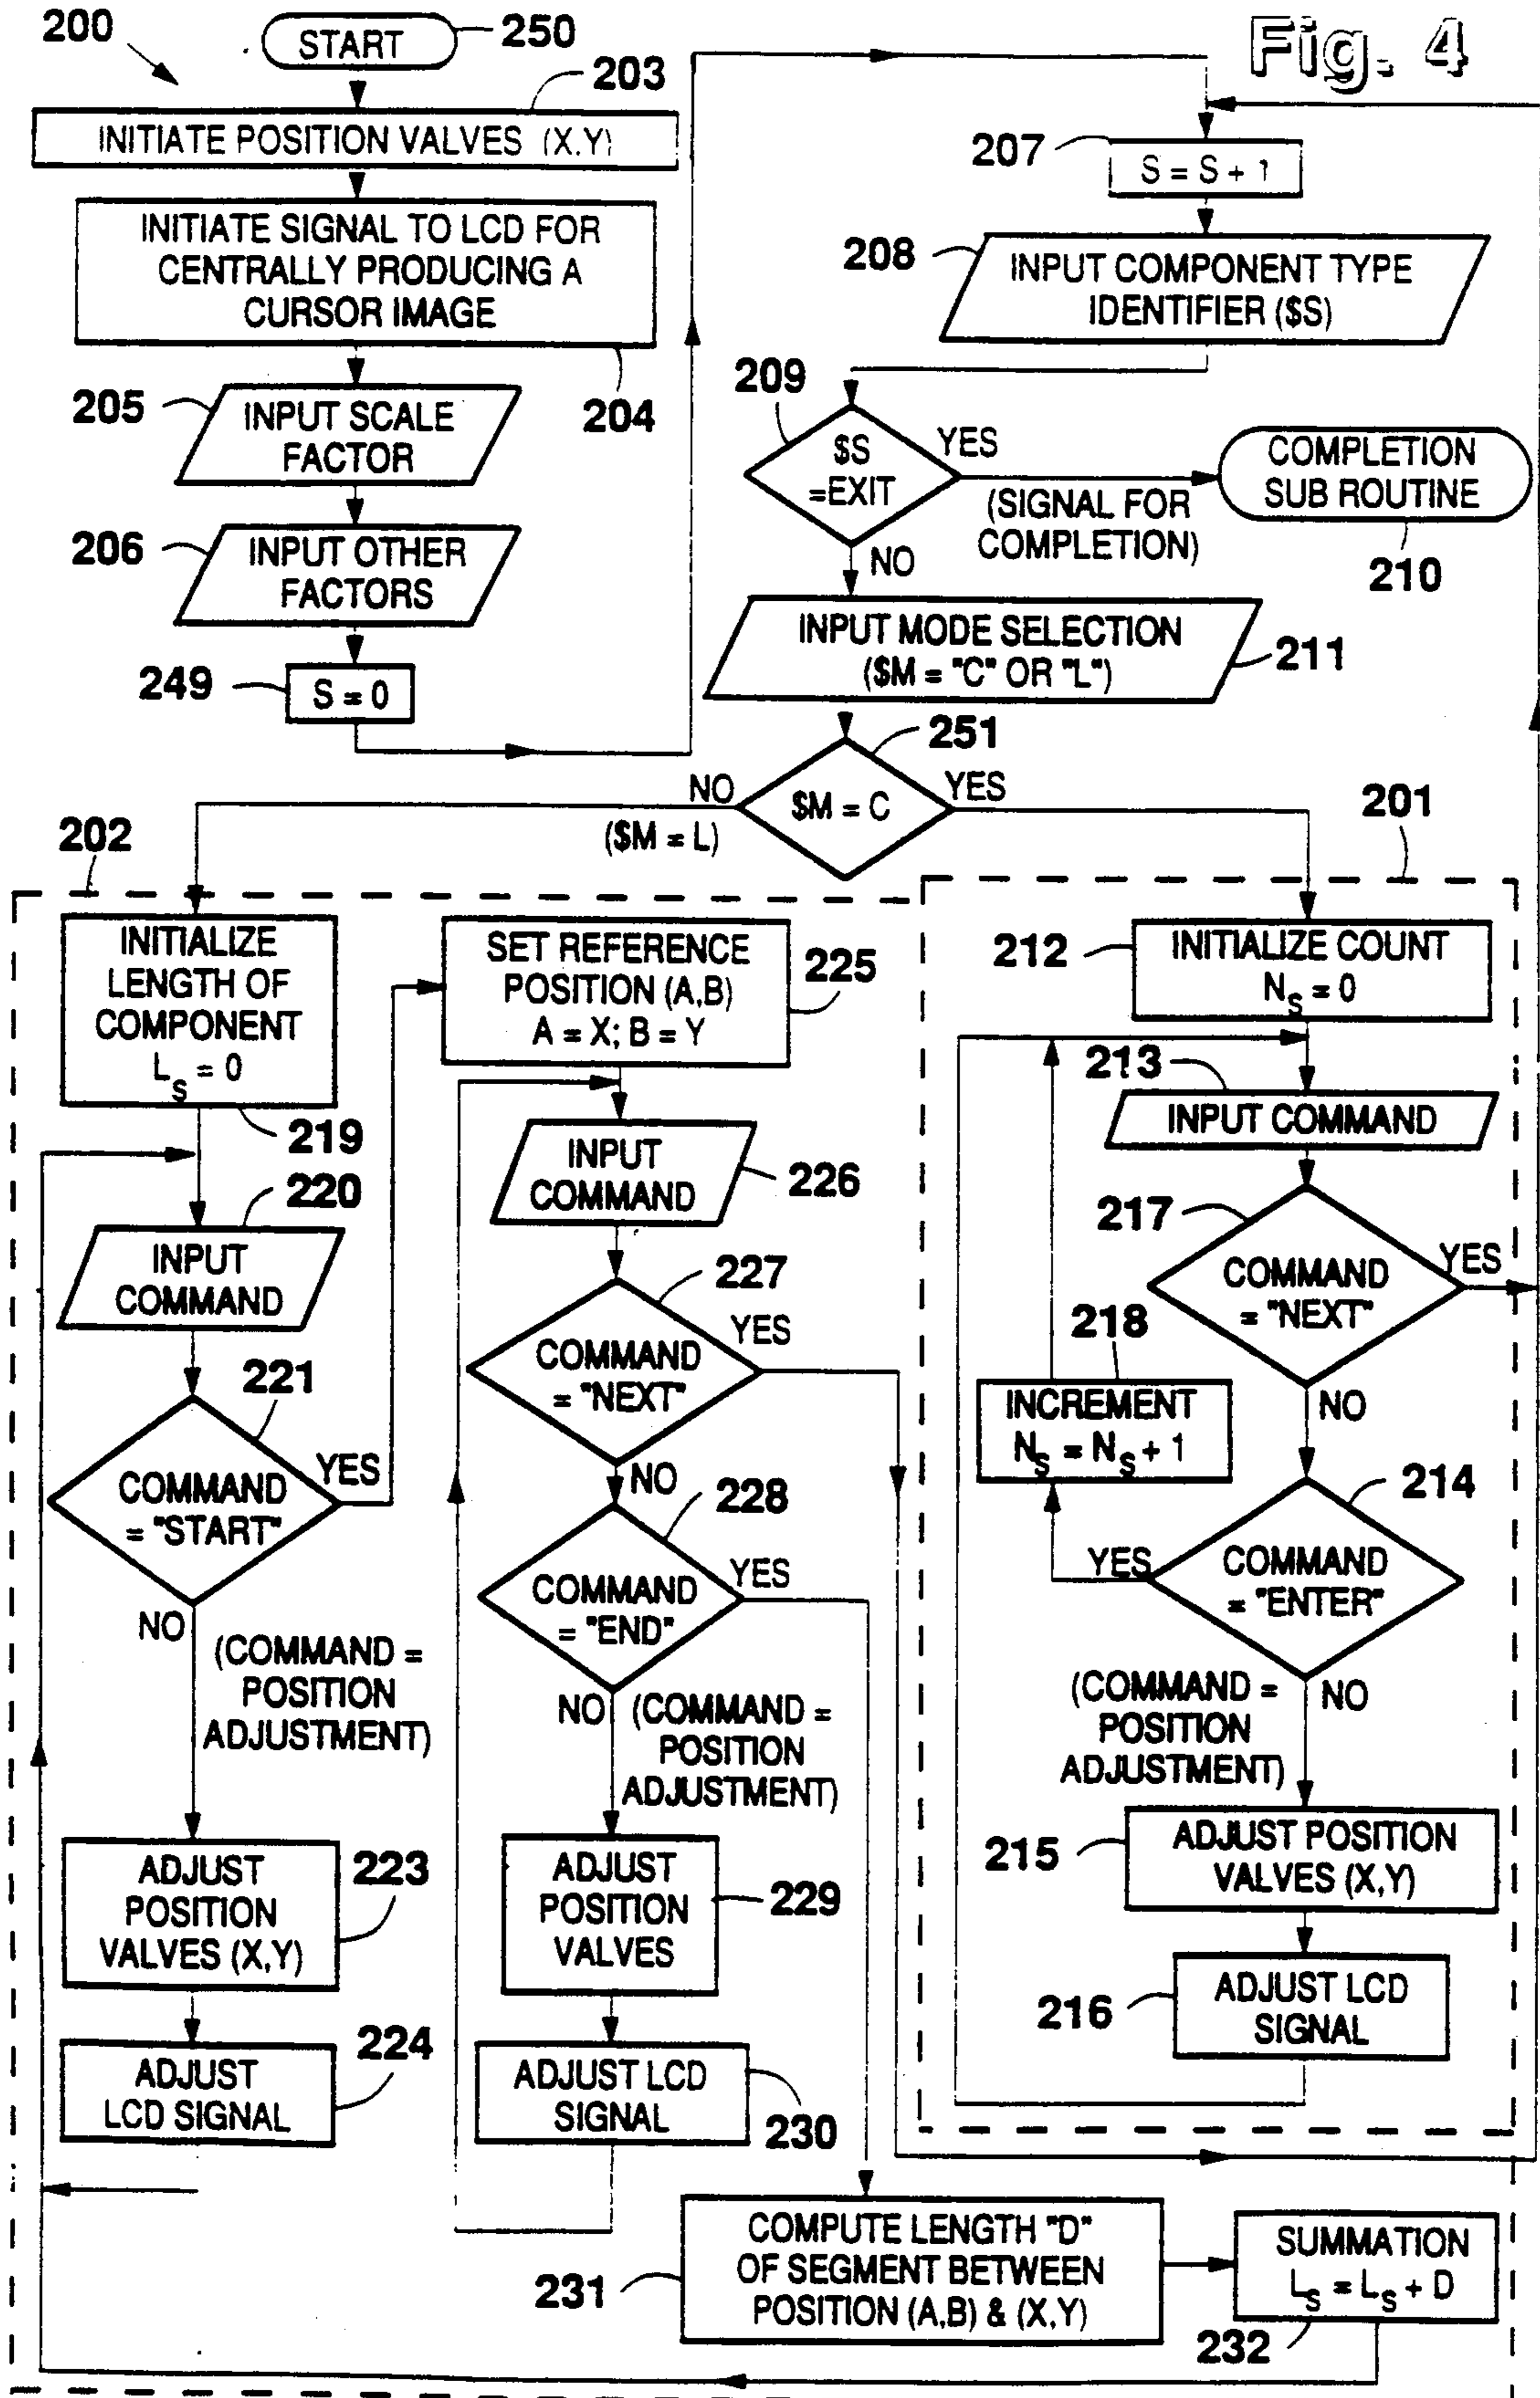 Fig. 4
200
START
250
203
INITIATE POSITION VALVES (X.Y)
INITIATE SIGNAL TO LCD FOR
CENTRALLY PRODUCING A
CURSOR IMAGE
204
205
INPUT SCALE
FACTOR
206
INPUT OTHER
FACTORS
249
S = 0
207
S = S + 1
208
INPUT COMPONENT TYPE
IDENTIFIER ($S)
209
$S
=EXIT
YES
(SIGNAL FOR
COMPLETION)
COMPLETION
SUB ROUTINE
210
NO
INPUT MODE SELECTION
($M = "C" OR "L")
211
251
$M = C
NO
($M = L)
YES
201
202
INITIALIZE
LENGTH OF
COMPONENT
LS = 0
219
220
INPUT
COMMAND
221
COMMAND
= "START"
YES
NO
(COMMAND =
POSITION
ADJUSTMENT)
ADJUST
POSITION
VALVES (X,Y)
223
ADJUST
LCD SIGNAL
224
SET REFERENCE
POSITION (A,B)
A = X; B = Y
225
INPUT
COMMAND
226
227
COMMAND
= "NEXT"
YES
NO
228
COMMAND
= "END"
YES
NO
(COMMAND =
POSITION
ADJUSTMENT)
ADJUST
POSITION
VALVES
229
ADJUST LCD
SIGNAL
230
212
INITIALIZE COUNT
NS = 0
213
INPUT COMMAND
217
COMMAND
= "NEXT"
YES
NO
218
INCREMENT
NS = NS + 1
214
COMMAND
= "ENTER"
YES
NO
(COMMAND =
POSITION
ADJUSTMENT)
215
ADJUST POSITION
VALVES (X,Y)
216
ADJUST LCD
SIGNAL
231
COMPUTE LENGTH "D"
OF SEGMENT BETWEEN
POSITION (A,B) & (X,Y)
SUMMATION
LS = LS + D
232